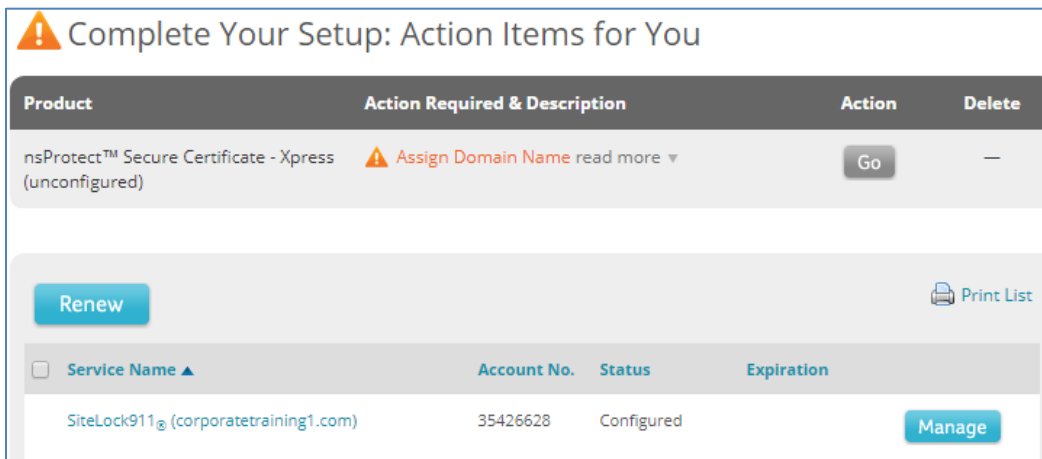 Complete Your Setup: Action Items for You
Product Action Required & Description Action Delete
nsProtect™ Secure Certificate - Xpress Assign Domain Name read more ▼ Go —
(unconfigured)
Renew Print List
Service Name ▲ Account No. Status Expiration
SiteLock911® (corporatetraining1.com) 35426628 Configured Manage